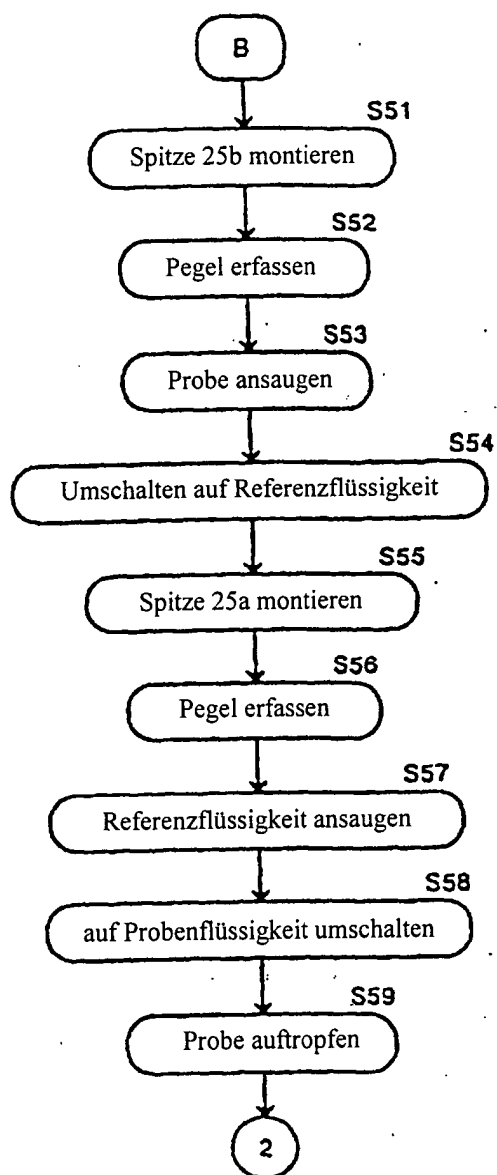 B
S51
Spitze 25b montieren
S52
Pegel erfassen
S53
Probe ansaugen
S54
Umschalten auf Referenzflüssigkeit
S55
Spitze 25a montieren
S56
Pegel erfassen
S57
Referenzflüssigkeit ansaugen
S58
auf Probenflüssigkeit umschalten
S59
Probe auftropfen
2